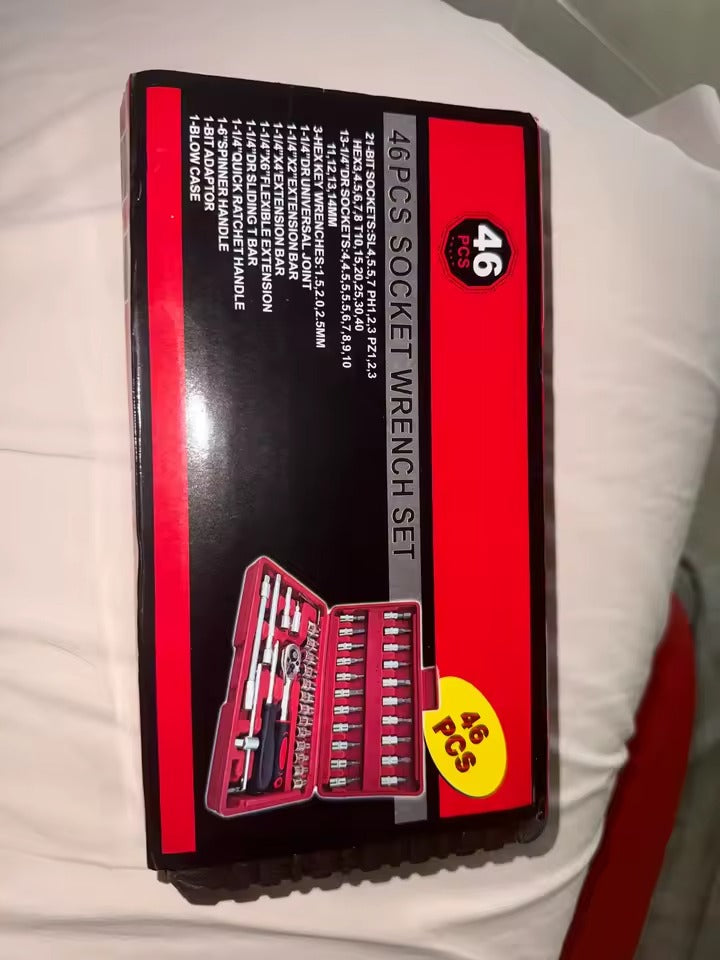 46
PCS
46PCS SOCKET WRENCH SET
21-BIT SOCKETS:SL4,5.5,7 PH1,2,3 PZ1,2,3
HEX3,4,5,6,7,8 T10,15,20,25,30,40
13-1/4"DR SOCKETS:4,4.5,5,5.5,6,7,8,9,10
11,12,13,14MM
3-HEX KEY WRENCHES:1.5,2.0,2.5MM
1-1/4"DR UNIVERSAL JOINT
1-1/4"X2"EXTENSION BAR
1-1/4"X4"EXTENSION BAR
1-1/4"X6"FLEXIBLE EXTENSION
1-1/4"DR SLIDING T BAR
1-1/4"QUICK RATCHET HANDLE
1-6"SPINNER HANDLE
1-BIT ADAPTOR
1-BLOW CASE
46
PCS